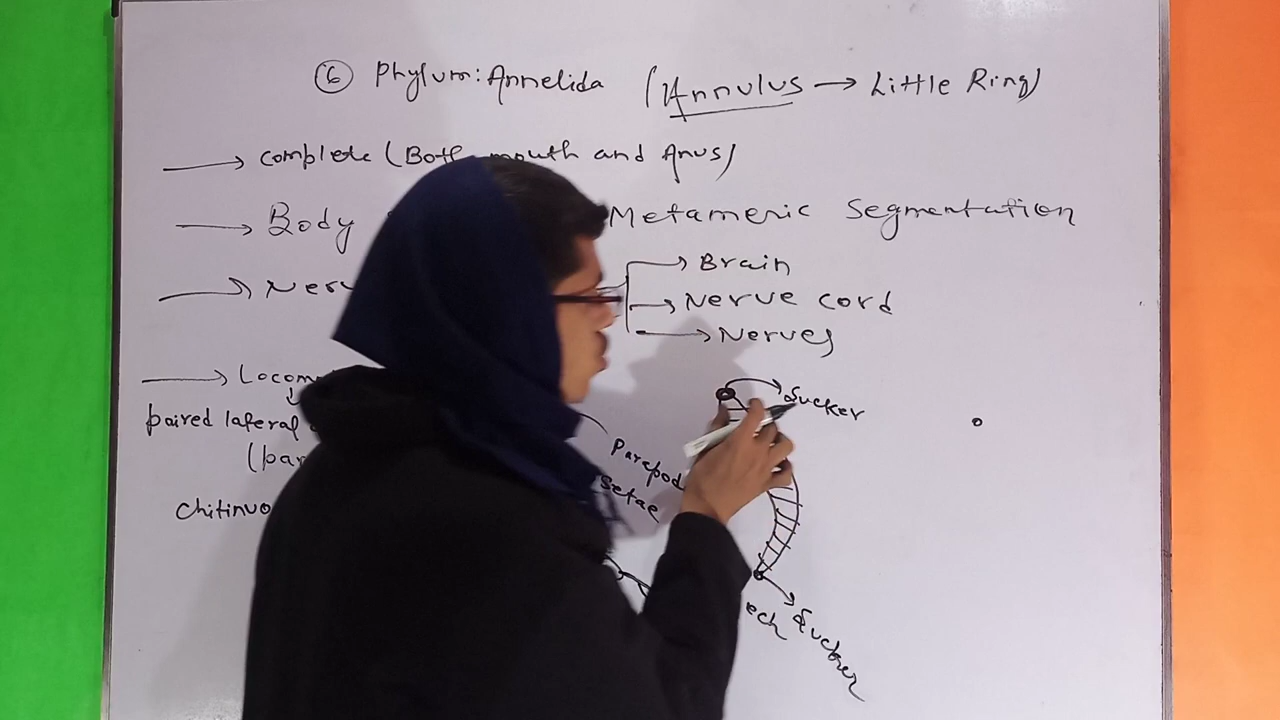 6 Phylum: Annelida (Annulus → Little Ring)
→ complete (Both mouth and Anus)
→ Body Metameric Segmentation
→ Nerv → Brain
→ Nerve cord
→ Nerves
→ Locom
paired lateral
(par
Chitinuo
Parapod
Setae
Sucker
ech
Sucker